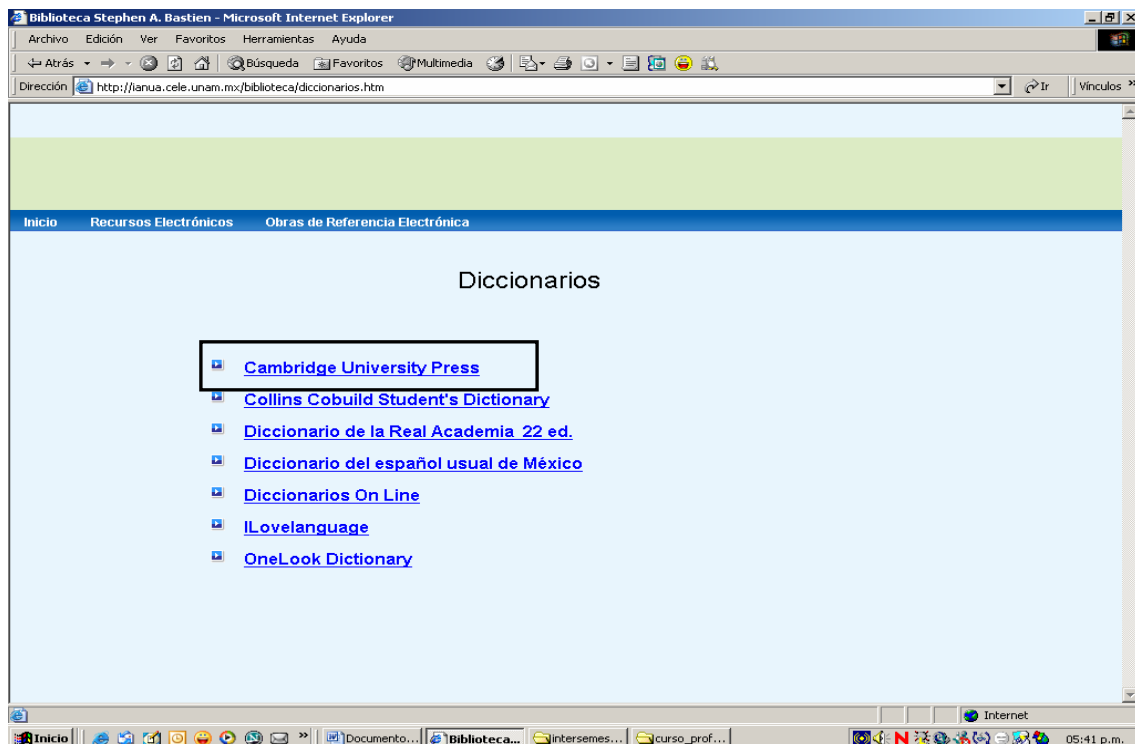 Biblioteca Stephen A. Bastien - Microsoft Internet Explorer
Archivo Edición Ver Favoritos Herramientas Ayuda
Atrás Búsqueda Favoritos Multimedia
Dirección http://ianua.cele.unam.mx/biblioteca/diccionarios.htm Ir Vínculos »
Inicio Recursos Electrónicos Obras de Referencia Electrónica
Diccionarios
Cambridge University Press
Collins Cobuild Student's Dictionary
Diccionario de la Real Academia 22 ed.
Diccionario del español usual de México
Diccionarios On Line
ILovelanguage
OneLook Dictionary
Internet
Inicio » Documento... Biblioteca... intersemes... curso_prof... N 05:41 p.m.